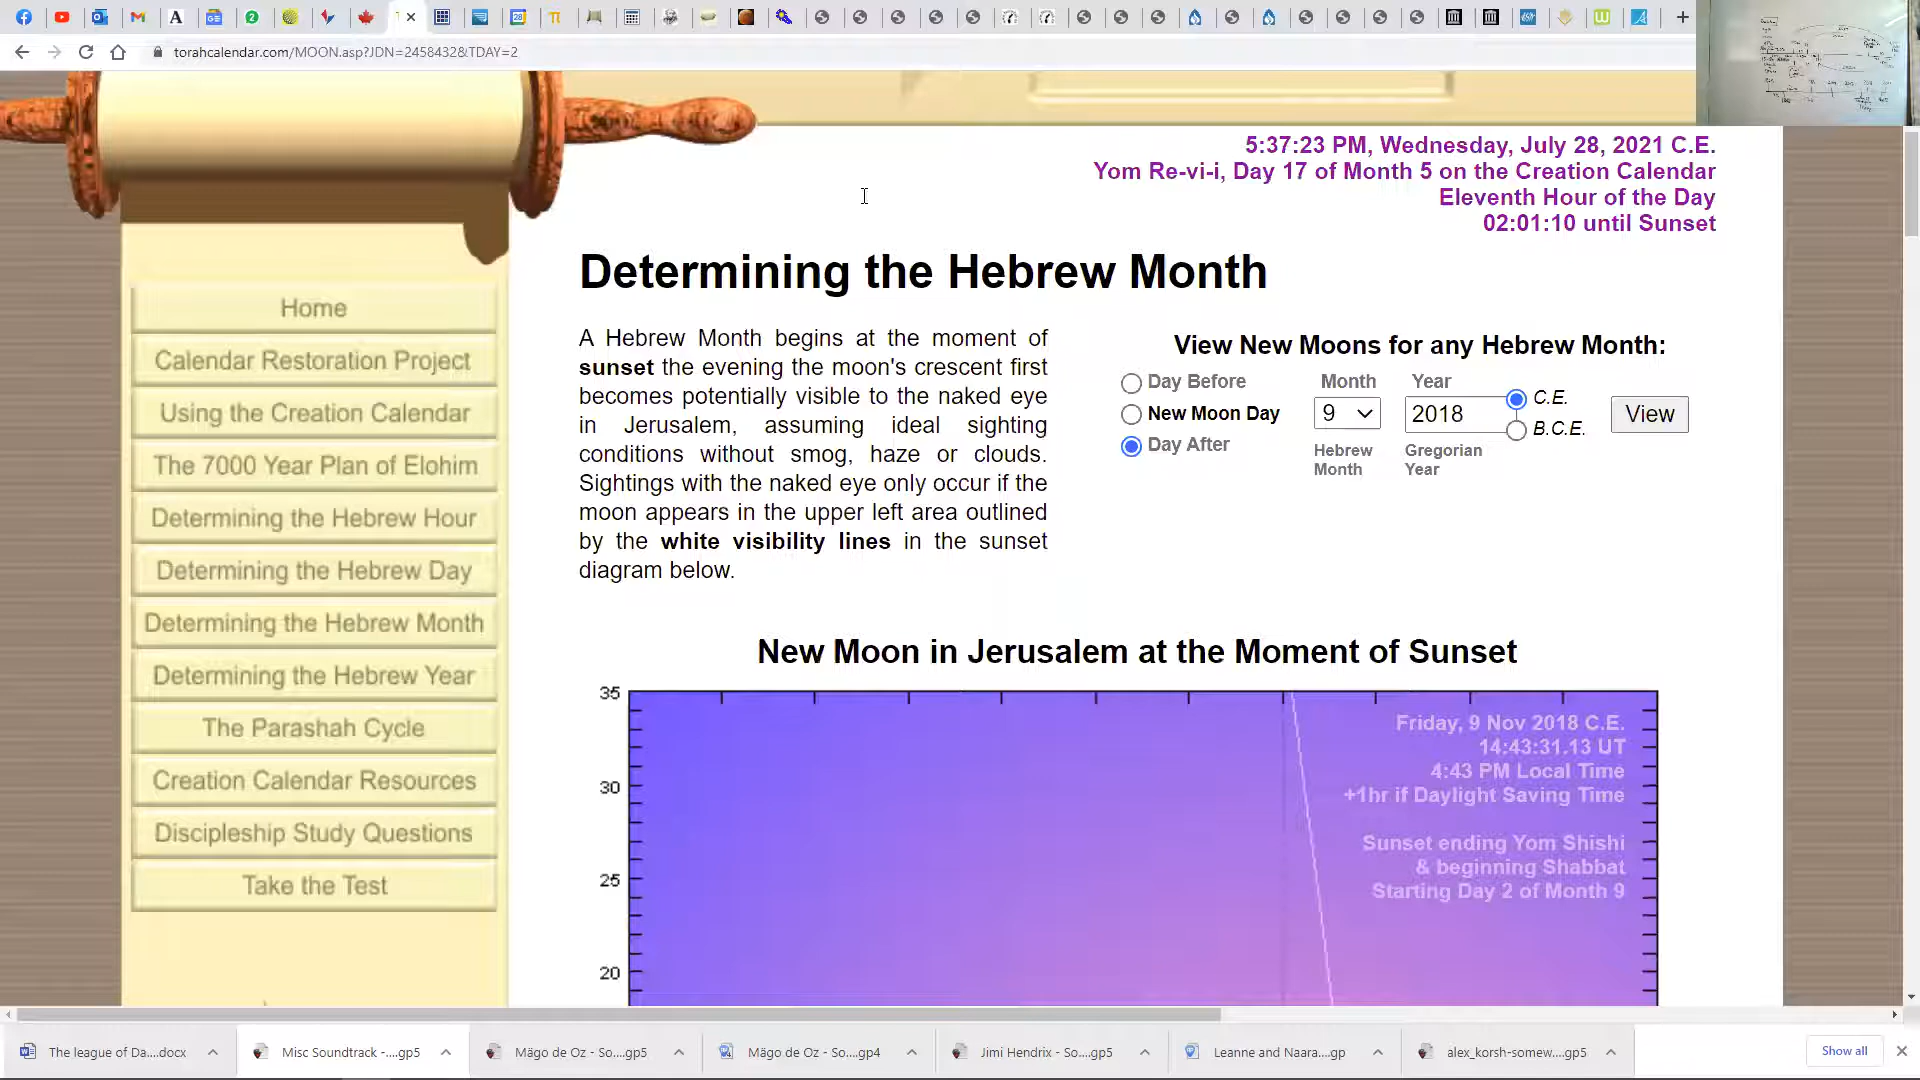 torahcalendar.com/MOON.asp?JDN=2458432&TDAY=2
5:37:23 PM, Wednesday, July 28, 2021 C.E.
Yom Re-vi-i, Day 17 of Month 5 on the Creation Calendar
Eleventh Hour of the Day
02:01:10 until Sunset
Home
Calendar Restoration Project
Using the Creation Calendar
The 7000 Year Plan of Elohim
Determining the Hebrew Hour
Determining the Hebrew Day
Determining the Hebrew Month
Determining the Hebrew Year
The Parashah Cycle
Creation Calendar Resources
Discipleship Study Questions
Take the Test
Determining the Hebrew Month
A Hebrew Month begins at the moment of
sunset the evening the moon's crescent first
becomes potentially visible to the naked eye
in Jerusalem, assuming ideal sighting
conditions without smog, haze or clouds.
Sightings with the naked eye only occur if the
moon appears in the upper left area outlined
by the white visibility lines in the sunset
diagram below.
View New Moons for any Hebrew Month:
Day Before
New Moon Day
Day After
Month
9
Hebrew
Month
Year
2018
Gregorian
Year
C.E.
B.C.E.
View
New Moon in Jerusalem at the Moment of Sunset
35
30
25
20
Friday, 9 Nov 2018 C.E.
14:43:31.13 UT
4:43 PM Local Time
+1hr if Daylight Saving Time
Sunset ending Yom Shishi
& beginning Shabbat
Starting Day 2 of Month 9
The league of Da....docx
Misc Soundtrack -....gp5
Mägo de Oz - So....gp5
Mägo de Oz - So....gp4
Jimi Hendrix - So....gp5
Leanne and Naara....gp
alex_korsh-somew....gp5
Show all